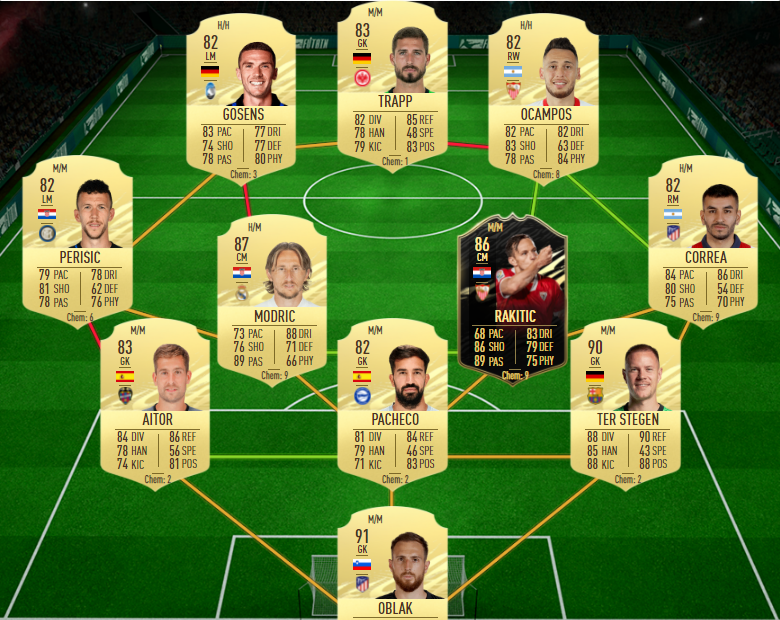 H/H
82
LM
GOSENS
83 PAC 77 DRI
74 SHO 77 DEF
78 PAS 80 PHY
Chem: 3
M/M
83
GK
TRAPP
82 DIV 85 REF
78 HAN 48 SPE
79 KIC 83 POS
Chem: 1
H/H
82
RW
OCAMPOS
82 PAC 82 DRI
83 SHO 63 DEF
78 PAS 84 PHY
Chem: 8
M/M
82
LM
PERISIC
79 PAC 78 DRI
81 SHO 62 DEF
78 PAS 76 PHY
Chem: 6
H/M
87
CM
MODRIC
73 PAC 88 DRI
76 SHO 71 DEF
89 PAS 66 PHY
Chem: 9
M/M
86
CM
RAKITIC
68 PAC 83 DRI
86 SHO 79 DEF
89 PAS 75 PHY
Chem: 9
H/M
82
RM
CORREA
84 PAC 86 DRI
80 SHO 54 DEF
75 PAS 70 PHY
Chem: 9
M/M
83
GK
AITOR
84 DIV 86 REF
78 HAN 56 SPE
74 KIC 81 POS
Chem: 2
M/M
82
GK
PACHECO
81 DIV 84 REF
79 HAN 46 SPE
71 KIC 83 POS
Chem: 2
M/M
90
GK
TER STEGEN
88 DIV 90 REF
85 HAN 43 SPE
88 KIC 88 POS
Chem: 2
M/M
91
GK
OBLAK